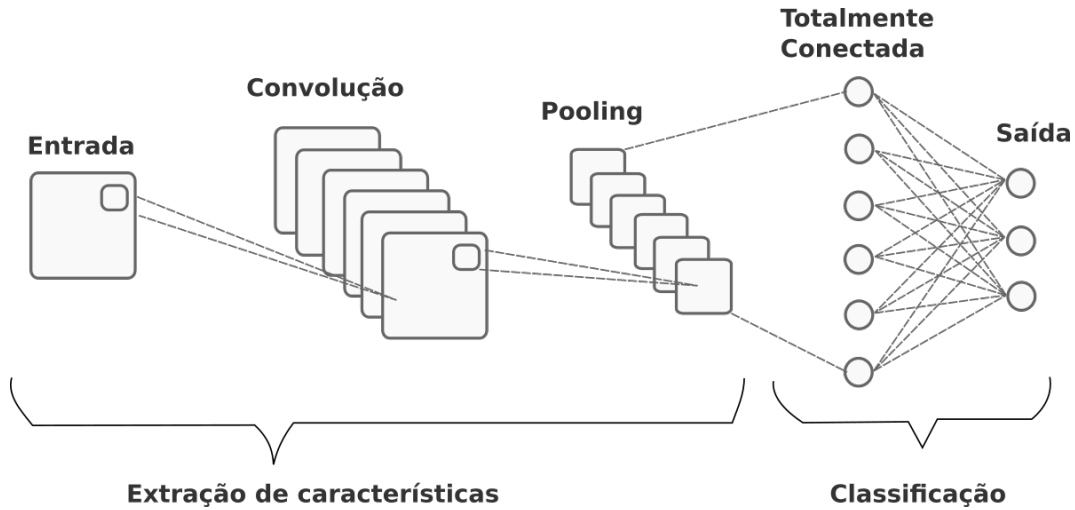 Entrada
Convolução
Pooling
Totalmente
Conectada
Saída
Extração de características
Classificação